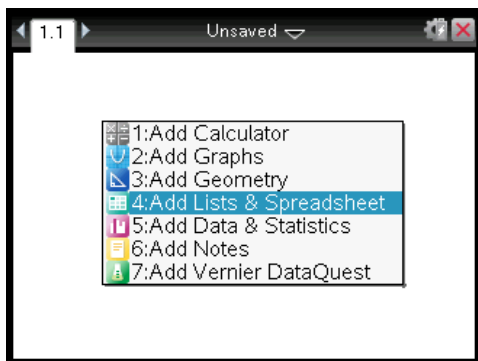 1.1 Unsaved
1:Add Calculator
2:Add Graphs
3:Add Geometry
4:Add Lists & Spreadsheet
5:Add Data & Statistics
6:Add Notes
7:Add Vernier DataQuest